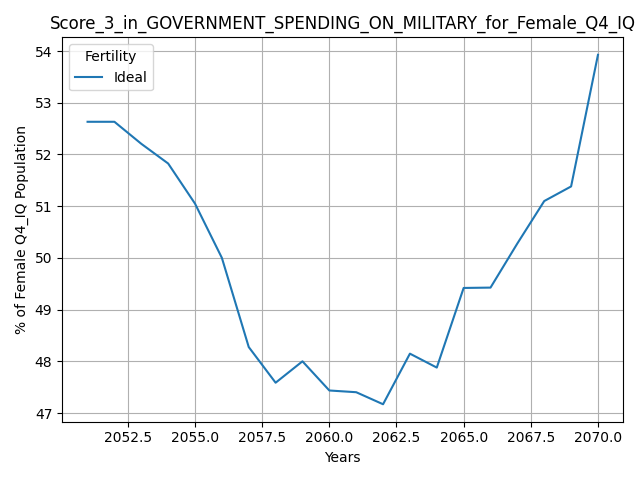 Score_3_in_GOVERNMENT_SPENDING_ON_MILITARY_for_Female_Q4_IQ
Fertility
Ideal
% of Female Q4_IQ Population
54
53
52
51
50
49
48
47
2052.5 2055.0 2057.5 2060.0 2062.5 2065.0 2067.5 2070.0
Years